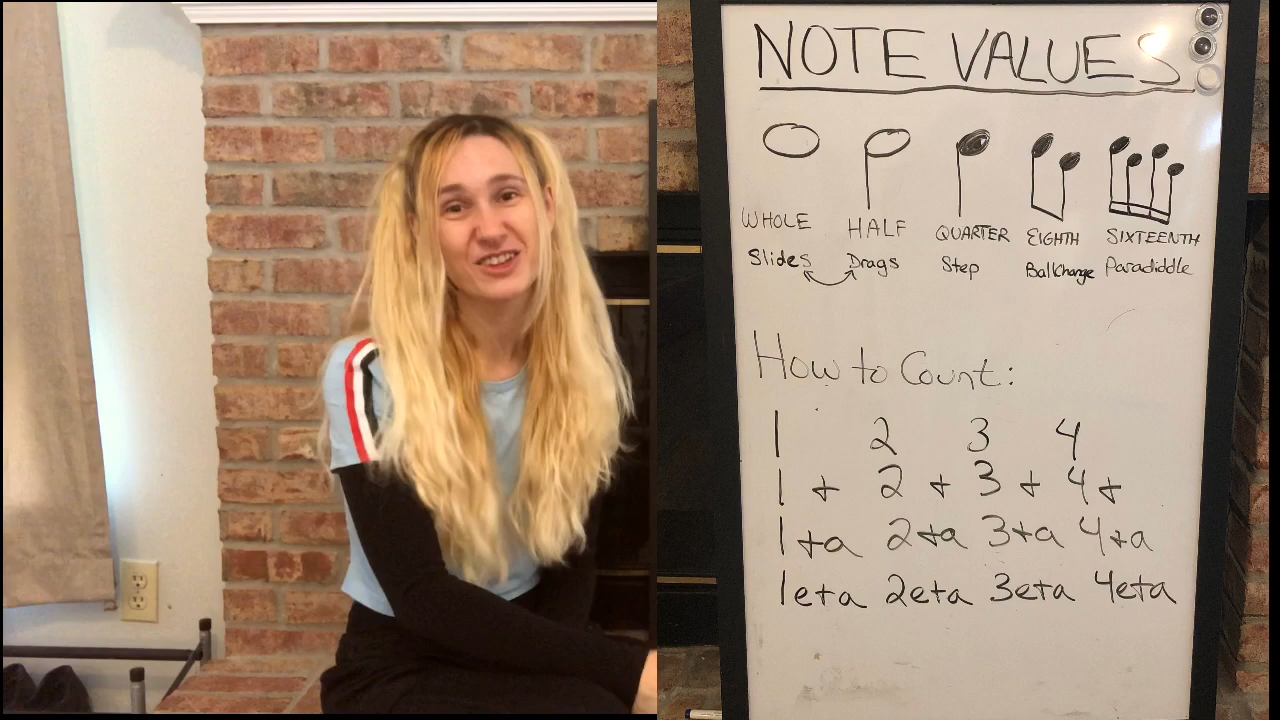 NOTE VALUES
WHOLE HALF QUARTER EIGHTH SIXTEENTH
Slides Drags Step BallChange Paradiddle
How to Count:
1 2 3 4
1 + 2 + 3 + 4 +
1+a 2+a 3+a 4+a
1e+a 2e+a 3e+a 4e+a